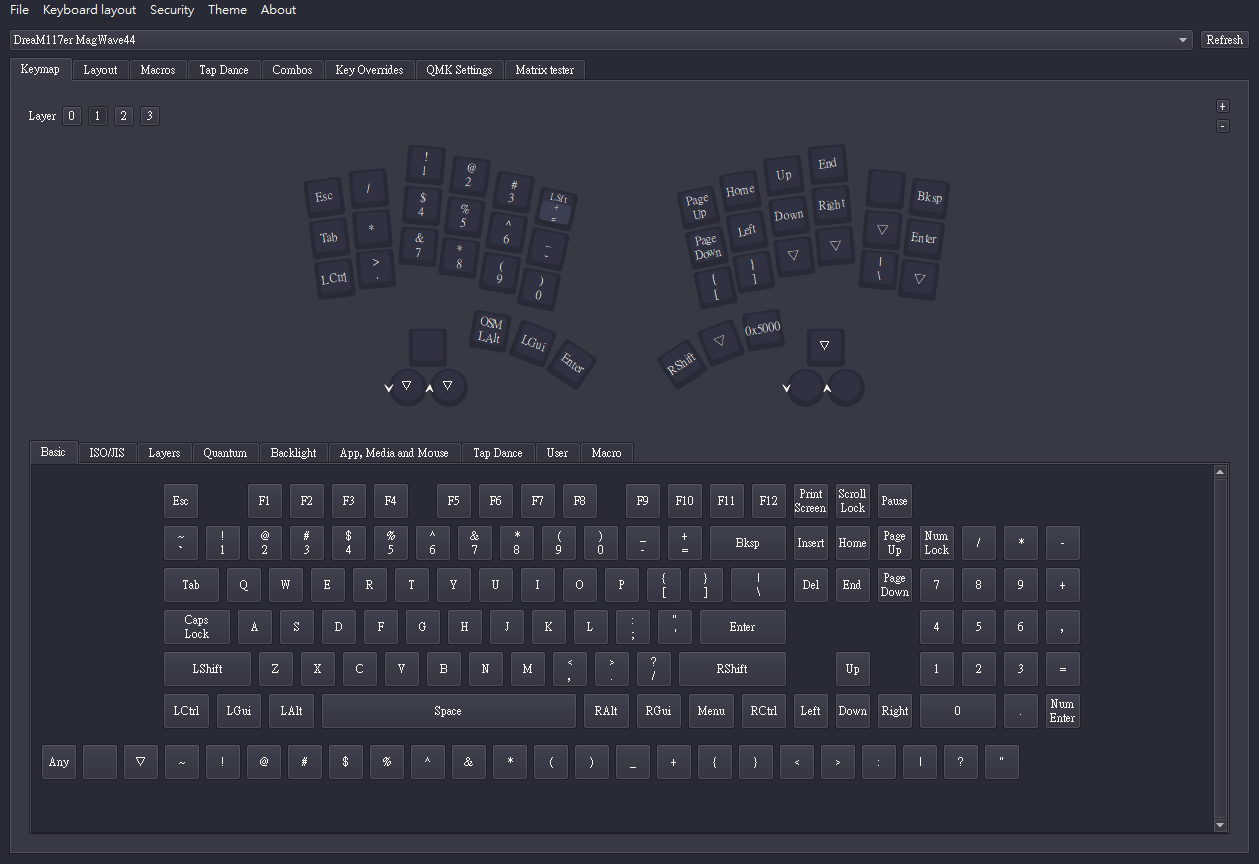 File Keyboard layout Security Theme About
DreaM117er MagWave44 Refresh
Keymap Layout Macros Tap Dance Combos Key Overrides QMK Settings Matrix tester
Layer 0 1 2 3
+
-
Esc / ! 1 @ 2 # 3 LSft + =
Tab * $ 4 % 5 ^ 6 _ -
LCtrl > . & 7 * 8 ( 9 ) 0
OSM LAlt LGui Enter
▽ ▽
Page Up Home Up End Bksp
Page Down Left Down Right ▽ Enter
{ [ } ] ▽ ▽ | \ ▽
RShift ▽ 0x5000 ▽
Basic ISO/JIS Layers Quantum Backlight App, Media and Mouse Tap Dance User Macro
Esc F1 F2 F3 F4 F5 F6 F7 F8 F9 F10 F11 F12 Print Screen Scroll Lock Pause
~ ` ! 1 @ 2 # 3 $ 4 % 5 ^ 6 & 7 * 8 ( 9 ) 0 _ - + = Bksp Insert Home Page Up Num Lock / * -
Tab Q W E R T Y U I O P { [ } ] | \ Del End Page Down 7 8 9 +
Caps Lock A S D F G H J K L : ; " ' Enter 4 5 6 ,
LShift Z X C V B N M < , > . ? / RShift Up 1 2 3 =
LCtrl LGui LAlt Space RAlt RGui Menu RCtrl Left Down Right 0 . Num Enter
Any ▽ ~ ! @ # $ % ^ & * ( ) _ + { } < > : | ? "